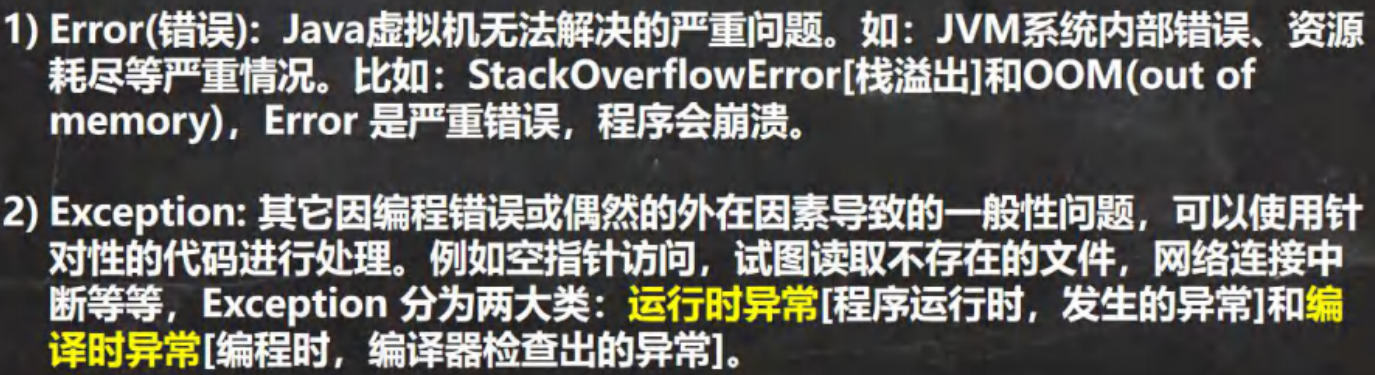 1) Error(错误)：Java虚拟机无法解决的严重问题。如：JVM系统内部错误、资源
耗尽等严重情况。比如：StackOverflowError[栈溢出]和OOM(out of
memory)，Error 是严重错误，程序会崩溃。
2) Exception: 其它因编程错误或偶然的外在因素导致的一般性问题，可以使用针
对性的代码进行处理。例如空指针访问，试图读取不存在的文件，网络连接中
断等等，Exception 分为两大类：运行时异常[程序运行时，发生的异常]和编
译时异常[编程时，编译器检查出的异常]。